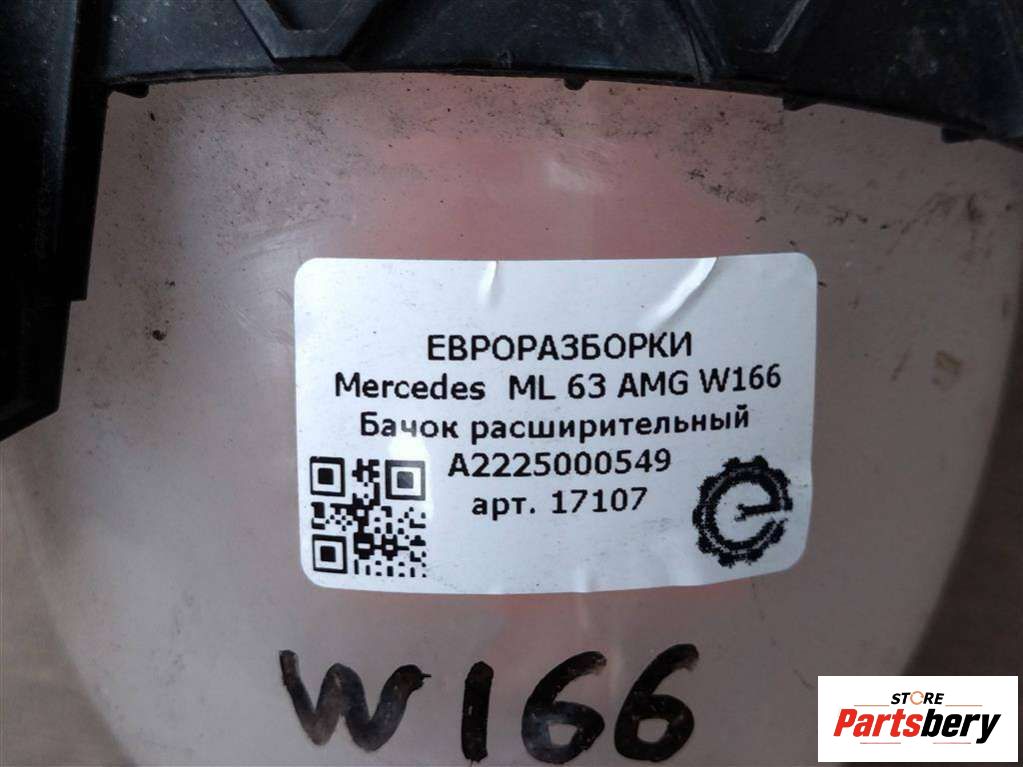 ЕВРОРАЗБОРКИ
Mercedes ML 63 AMG W166
Бачок расширительный
A2225000549
арт. 17107
W166
STORE
Partsbery